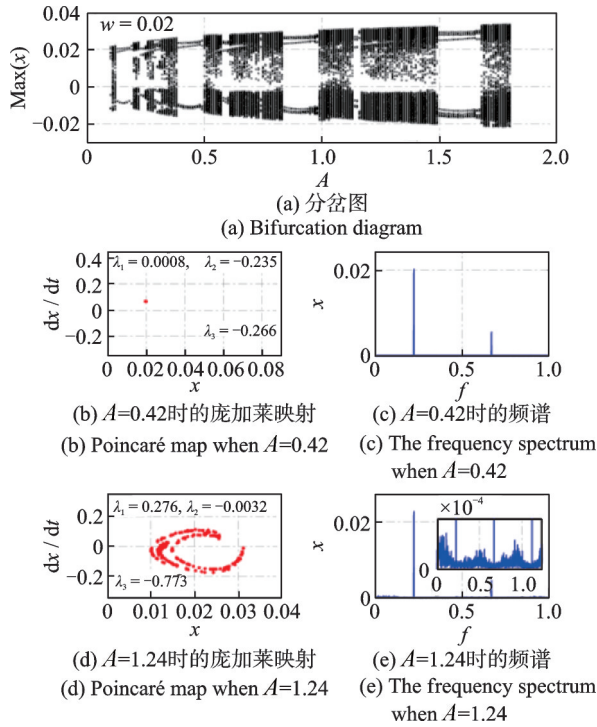 w = 0.02
Max(x)
0.04
0.02
0
−0.02
0
0.5
1.0
1.5
2.0
A
(a) 分岔图
(a) Bifurcation diagram
λ1 = 0.0008, λ2 = −0.235
λ3 = −0.266
dx / dt
0.4
0.2
0
−0.2
0 0.02 0.04 0.06 0.08
x
(b) A=0.42时的庞加莱映射
(b) Poincaré map when A=0.42
x
0.02
0
0 0.5 1.0
f
(c) A=0.42时的频谱
(c) The frequency spectrum
when A=0.42
λ1 = 0.276, λ2 = −0.0032
λ3 = −0.773
dx / dt
0.2
0
−0.2
0 0.01 0.02 0.03 0.04
x
(d) A=1.24时的庞加莱映射
(d) Poincaré map when A=1.24
×10⁻⁴
0
0 0.5 1.0
x
0.02
0
0 0.5 1.0
f
(e) A=1.24时的频谱
(e) The frequency spectrum
when A=1.24